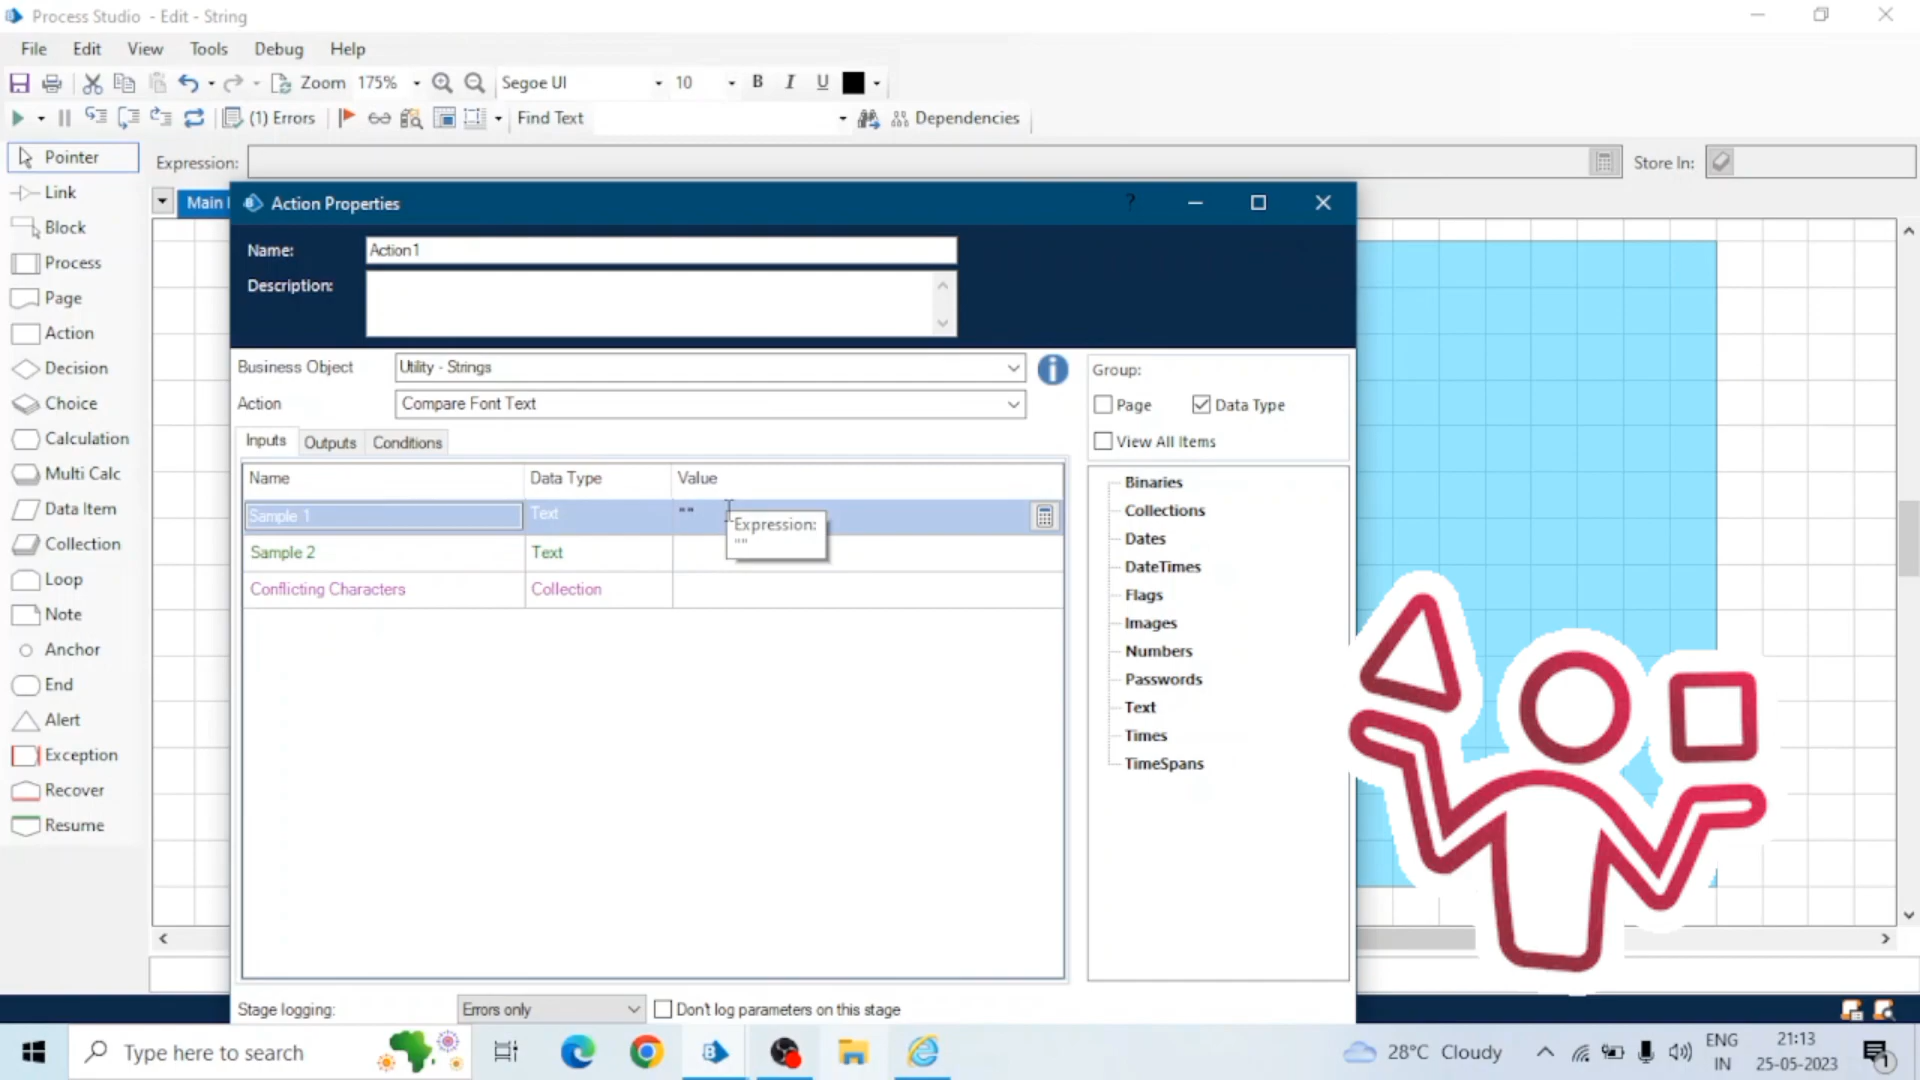 Process Studio - Edit - String
File Edit View Tools Debug Help
Zoom 175% Segoe UI 10 B I U
(1) Errors Find Text Dependencies
Pointer
Expression: Store In:
Link
Main
Block
Process
Page
Action
Decision
Choice
Calculation
Multi Calc
Data Item
Collection
Loop
Note
Anchor
End
Alert
Exception
Recover
Resume
Action Properties ?
Name: Action1
Description:
Business Object Utility - Strings i
Action Compare Font Text
Group:
Page Data Type
View All Items
Inputs Outputs Conditions
Name Data Type Value
Sample 1 Text ""
Expression:
""
Sample 2 Text
Conflicting Characters Collection
Binaries
Collections
Dates
DateTimes
Flags
Images
Numbers
Passwords
Text
Times
TimeSpans
Stage logging: Errors only Don't log parameters on this stage
Type here to search
28°C Cloudy
ENG
IN
21:13
25-05-2023
1